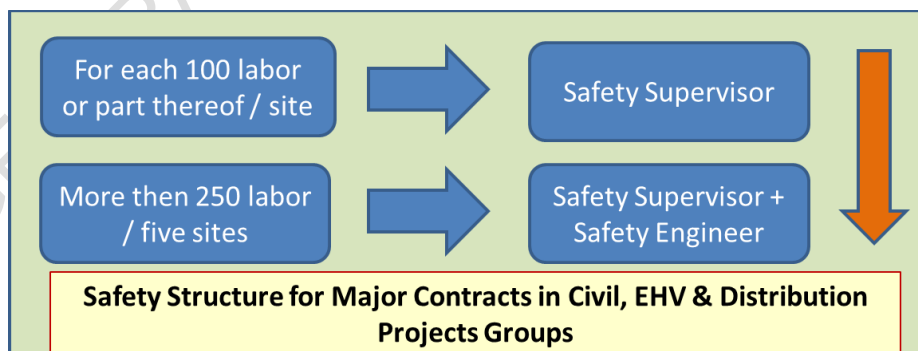 For each 100 labor
or part thereof / site
Safety Supervisor
More then 250 labor
/ five sites
Safety Supervisor +
Safety Engineer
Safety Structure for Major Contracts in Civil, EHV & Distribution
Projects Groups